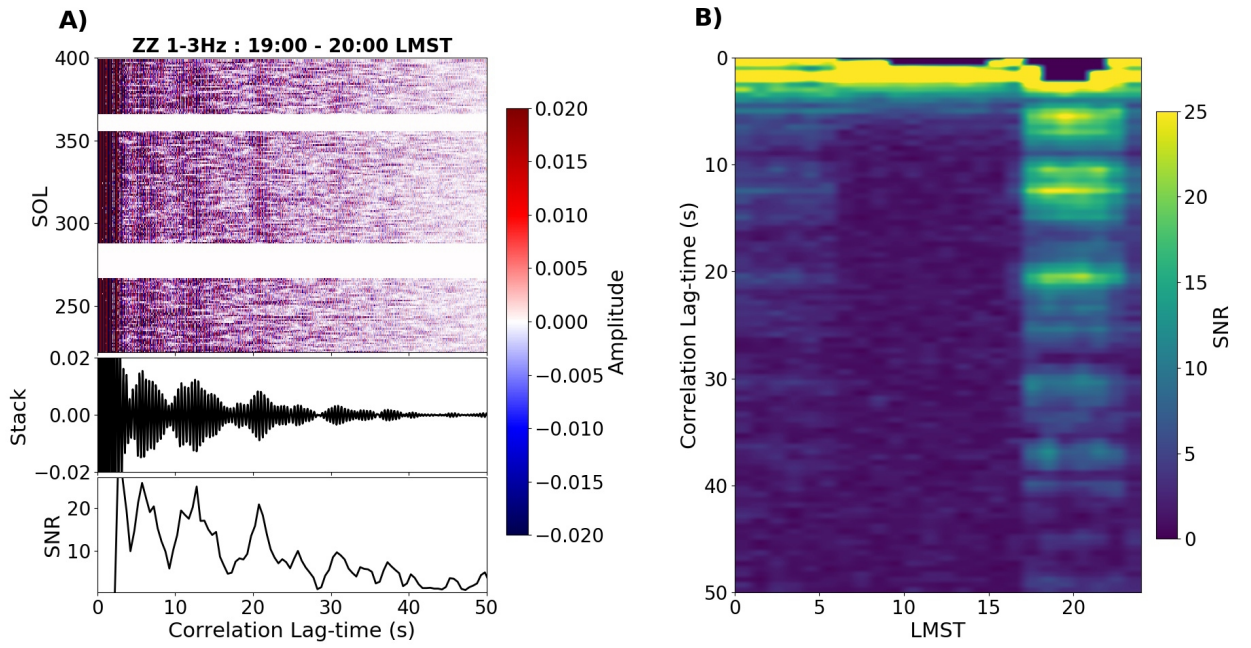 A)
ZZ 1-3Hz : 19:00 - 20:00 LMST
400
350
300
250
SOL
0.02
0.00
−0.02
Stack
20
10
SNR
0 10 20 30 40 50
Correlation Lag-time (s)
0.020
0.015
0.010
0.005
0.000
−0.005
−0.010
−0.015
−0.020
Amplitude
B)
0
10
20
30
40
50
Correlation Lag-time (s)
0 5 10 15 20
LMST
25
20
15
10
5
0
SNR